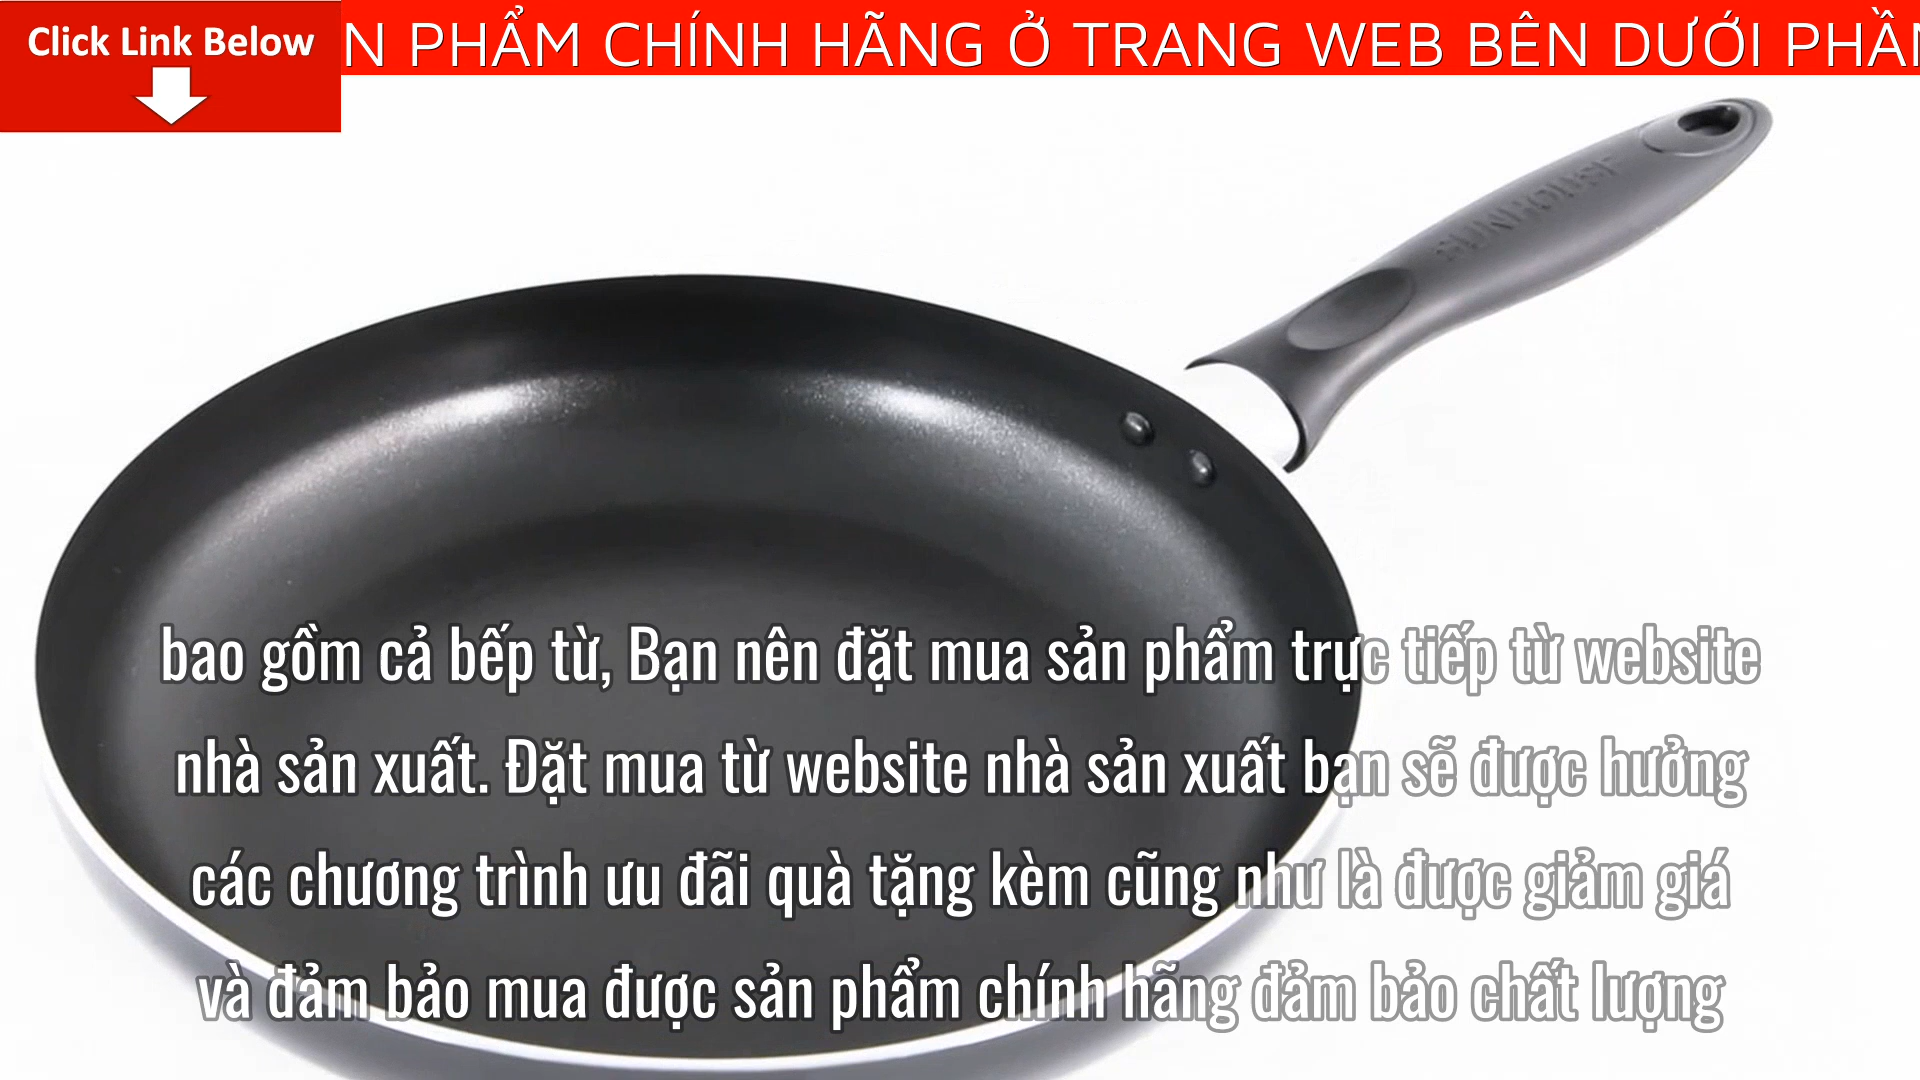 Click Link Below
N PHẨM CHÍNH HÃNG Ở TRANG WEB BÊN DƯỚI PHẦN
SUNHOUSE
bao gồm cả bếp từ, Bạn nên đặt mua sản phẩm trực tiếp từ website
nhà sản xuất. Đặt mua từ website nhà sản xuất bạn sẽ được hưởng
các chương trình ưu đãi quà tặng kèm cũng như là được giảm giá
và đảm bảo mua được sản phẩm chính hãng đảm bảo chất lượng